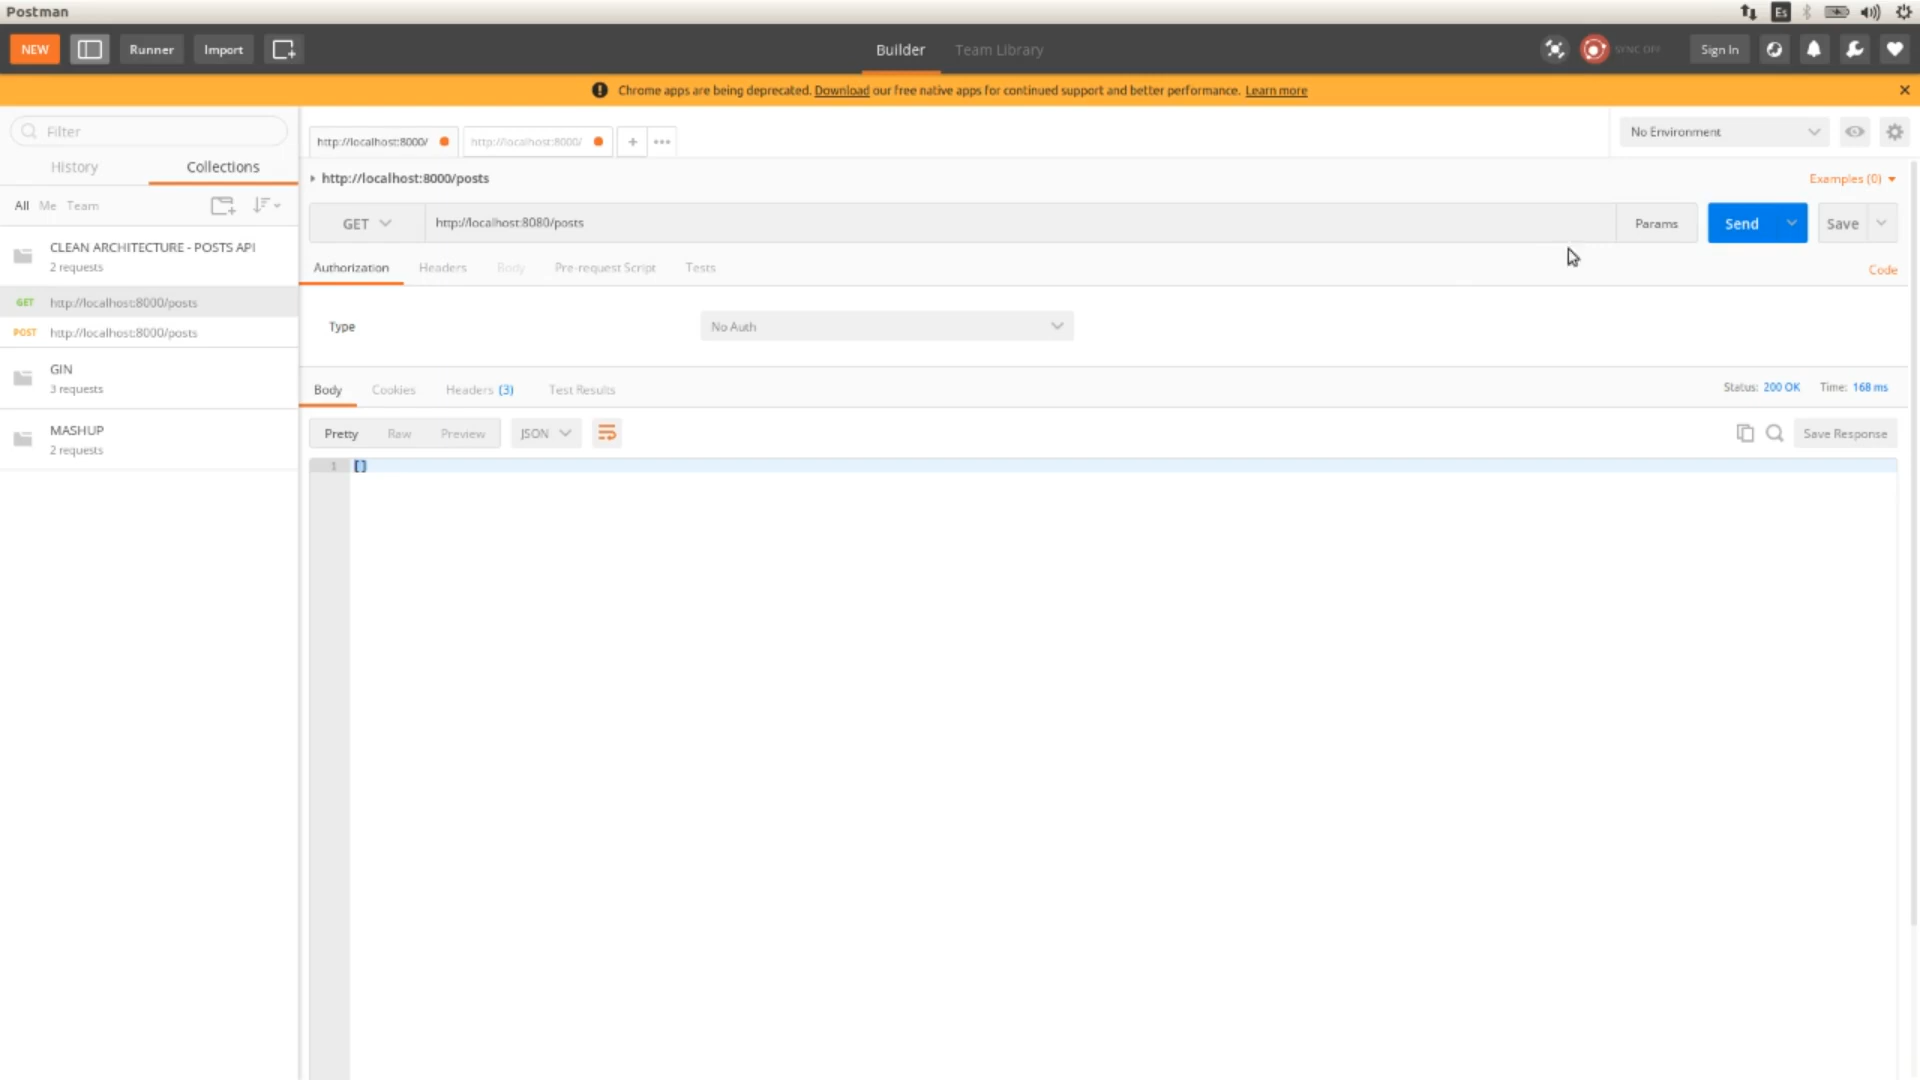 Postman
Es
NEW
Runner
Import
Builder
Team Library
SYNC OFF
Sign In
Chrome apps are being deprecated. Download our free native apps for continued support and better performance. Learn more
Filter
History
Collections
All Me Team
CLEAN ARCHITECTURE - POSTS API
2 requests
GET http://localhost:8000/posts
POST http://localhost:8000/posts
GIN
3 requests
MASHUP
2 requests
http://localhost:8000/
http://localhost:8000/
No Environment
http://localhost:8000/posts
Examples (0)
GET
http://localhost:8080/posts
Params
Send
Save
Authorization
Headers
Body
Pre-request Script
Tests
Code
Type
No Auth
Body
Cookies
Headers (3)
Test Results
Status: 200 OK
Time: 168 ms
Pretty
Raw
Preview
JSON
Save Response
1 []